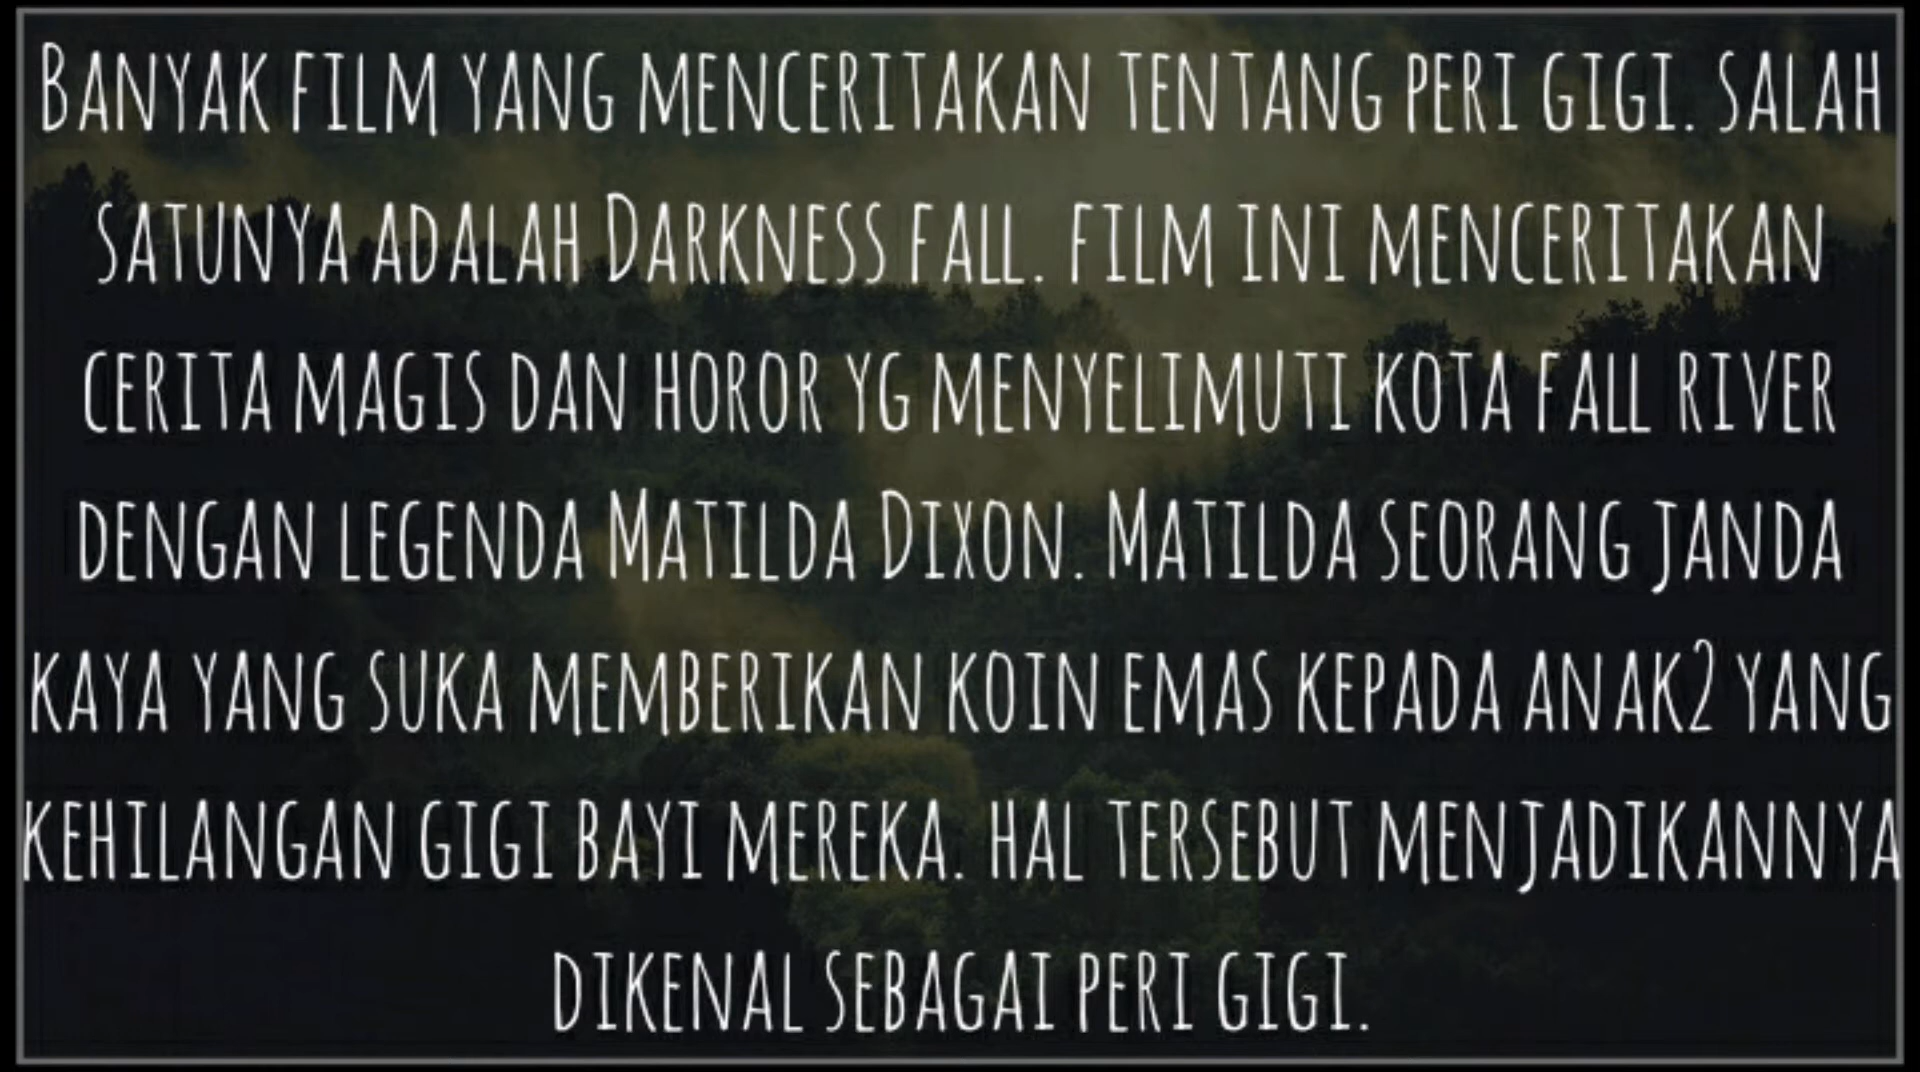 Banyak film yang menceritakan tentang peri gigi. salah
satunya adalah Darkness fall. film ini menceritakan
cerita magis dan horor yg menyelimuti kota fall river
dengan legenda Matilda Dixon. Matilda seorang janda
kaya yang suka memberikan koin emas kepada anak2 yang
kehilangan gigi bayi mereka. hal tersebut menjadikannya
dikenal sebagai peri gigi.